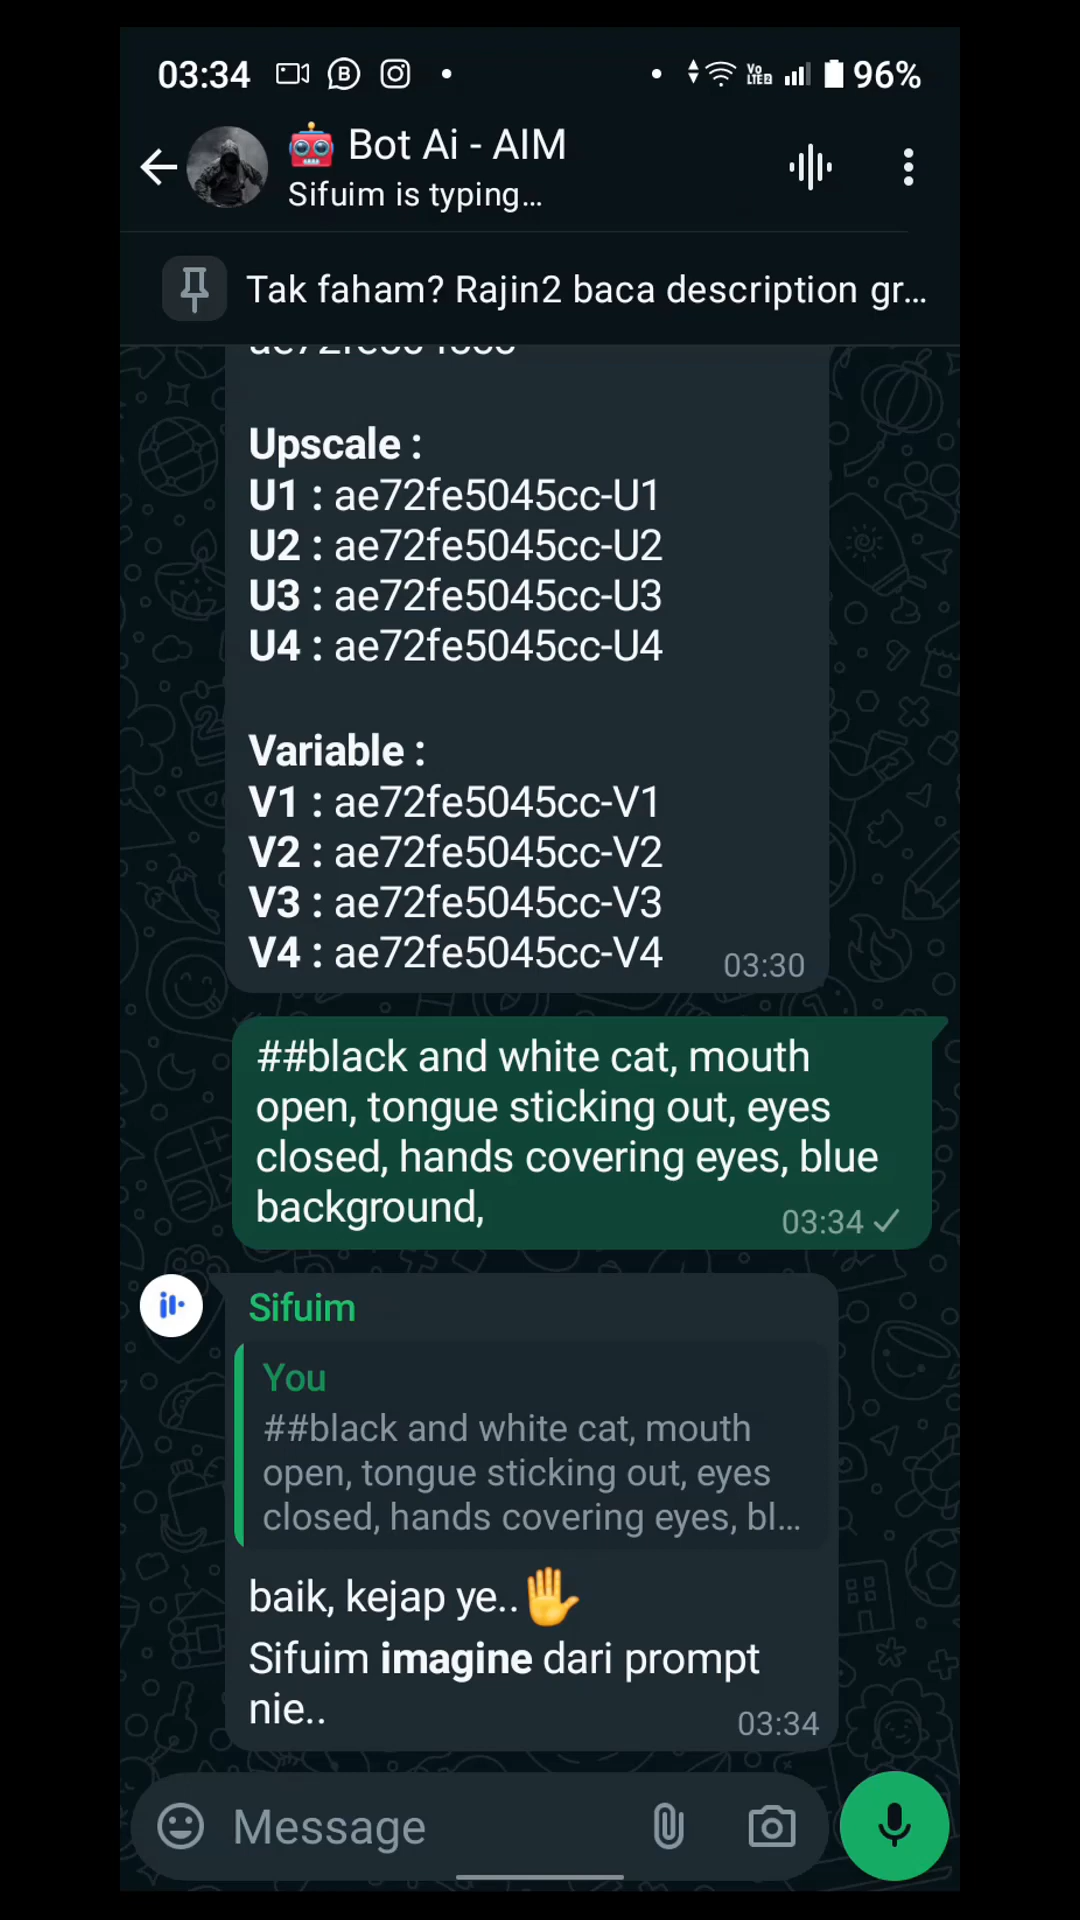 03:34
96%
Bot Ai - AIM
Sifuim is typing...
Tak faham? Rajin2 baca description gr...
Upscale :
U1 : ae72fe5045cc-U1
U2 : ae72fe5045cc-U2
U3 : ae72fe5045cc-U3
U4 : ae72fe5045cc-U4
Variable :
V1 : ae72fe5045cc-V1
V2 : ae72fe5045cc-V2
V3 : ae72fe5045cc-V3
V4 : ae72fe5045cc-V4
03:30
##black and white cat, mouth
open, tongue sticking out, eyes
closed, hands covering eyes, blue
background,
03:34
Sifuim
You
##black and white cat, mouth
open, tongue sticking out, eyes
closed, hands covering eyes, bl...
baik, kejap ye..
Sifuim imagine dari prompt
nie..
03:34
Message